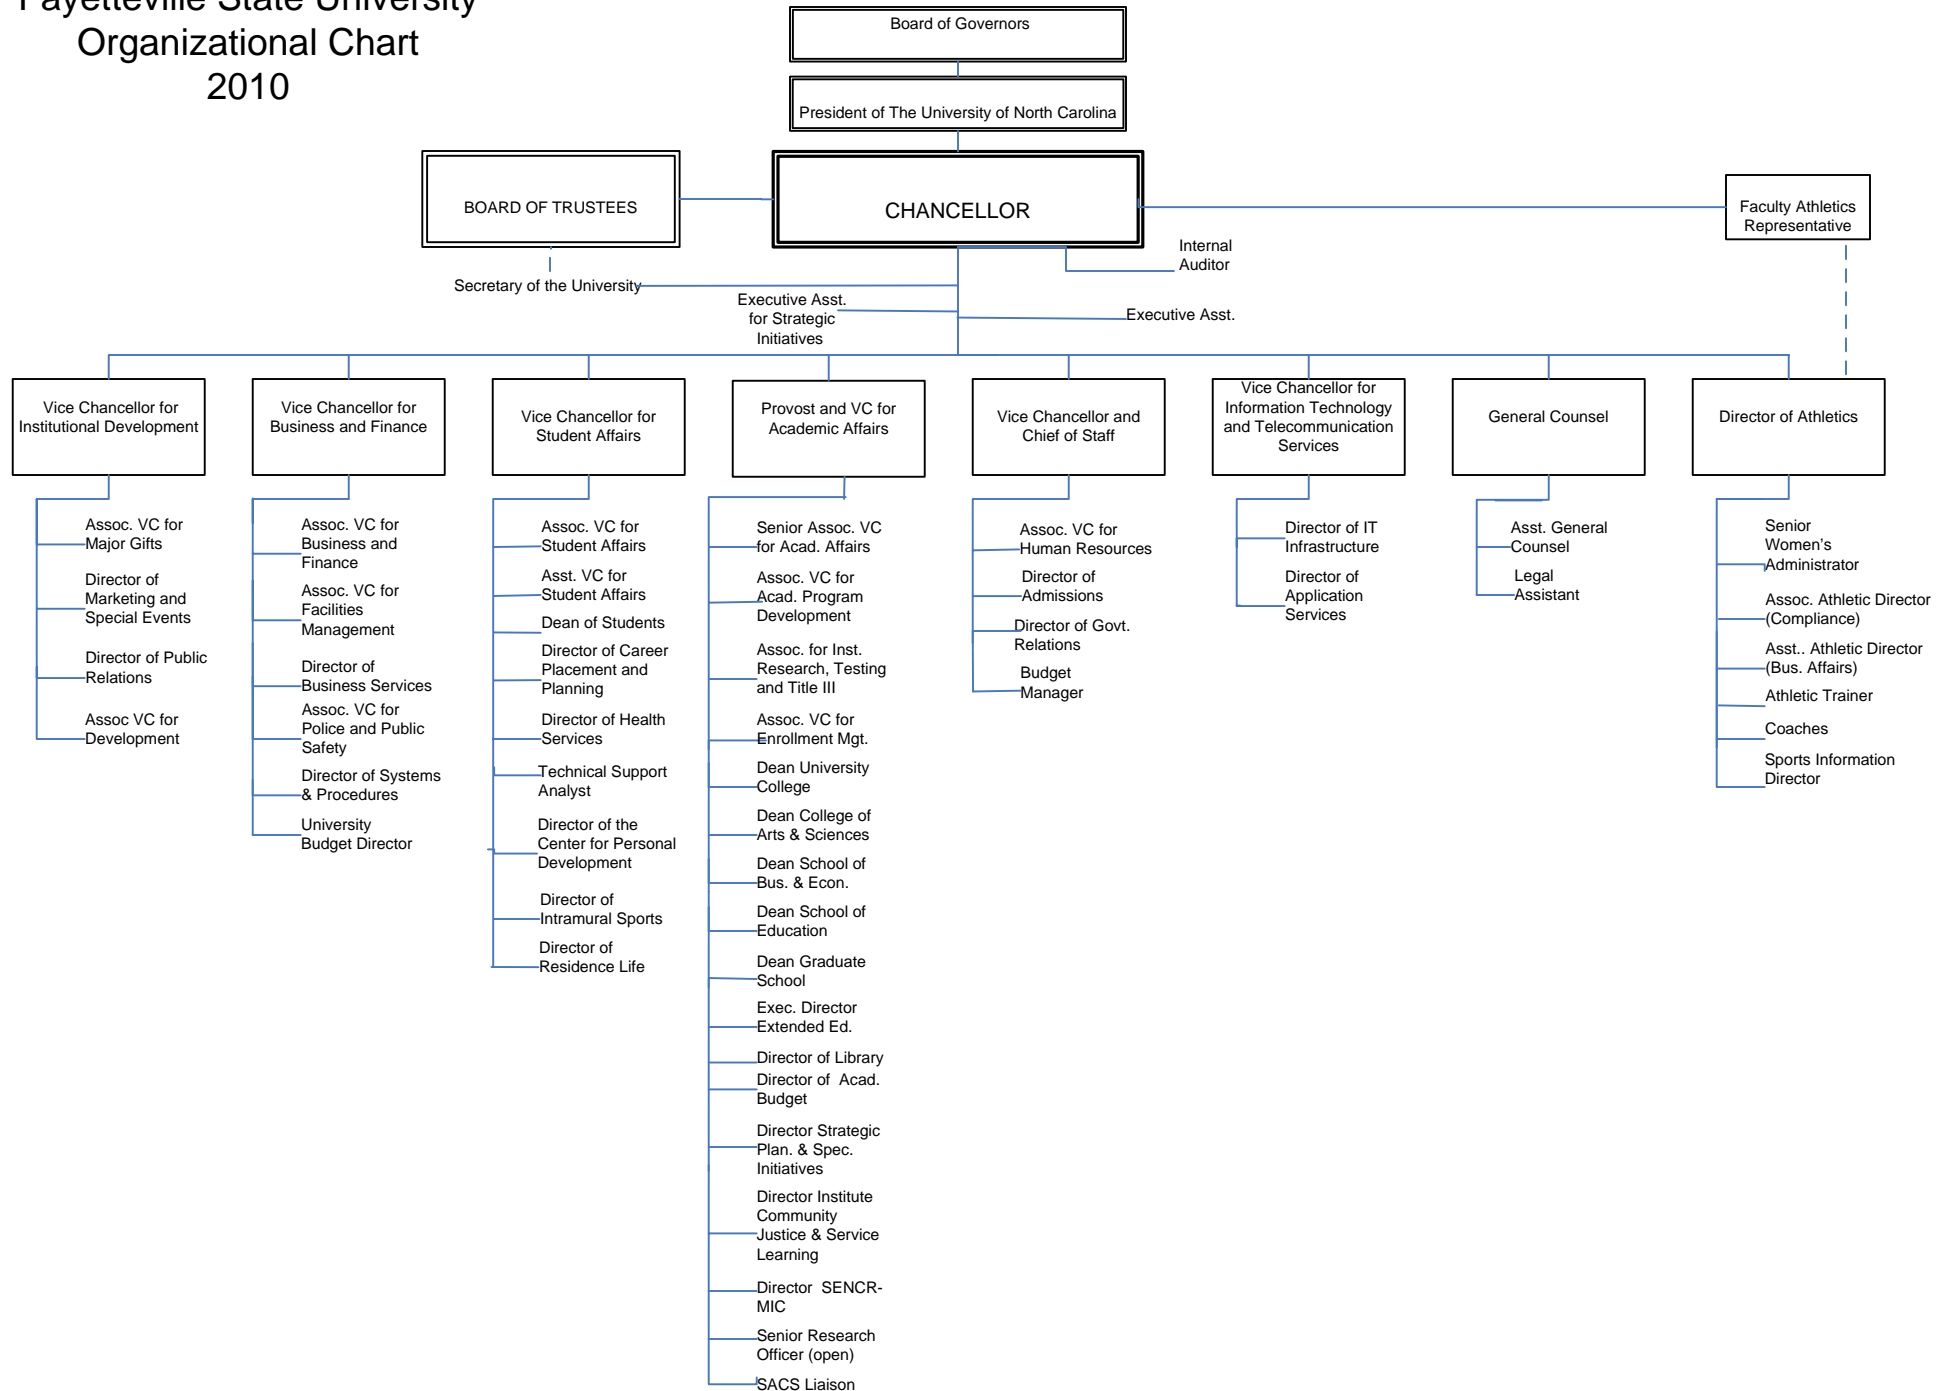 Fayetteville State University
Organizational Chart
2010
Board of Governors
President of The University of North Carolina
BOARD OF TRUSTEES
CHANCELLOR
Faculty Athletics
Representative
Internal
Auditor
Secretary of the University
Executive Asst.
for Strategic
Initiatives
Executive Asst.
Vice Chancellor for
Institutional Development
Vice Chancellor for
Business and Finance
Vice Chancellor for
Student Affairs
Provost and VC for
Academic Affairs
Vice Chancellor and
Chief of Staff
Vice Chancellor for
Information Technology
and Telecommunication
Services
General Counsel
Director of Athletics
Assoc. VC for
Major Gifts
Director of
Marketing and
Special Events
Director of Public
Relations
Assoc VC for
Development
Assoc. VC for
Business and
Finance
Assoc. VC for
Facilities
Management
Director of
Business Services
Assoc. VC for
Police and Public
Safety
Director of Systems
& Procedures
University
Budget Director
Assoc. VC for
Student Affairs
Asst. VC for
Student Affairs
Dean of Students
Director of Career
Placement and
Planning
Director of Health
Services
Technical Support
Analyst
Director of the
Center for Personal
Development
Director of
Intramural Sports
Director of
Residence Life
Senior Assoc. VC
for Acad. Affairs
Assoc. VC for
Acad. Program
Development
Assoc. for Inst.
Research, Testing
and Title III
Assoc. VC for
Enrollment Mgt.
Dean University
College
Dean College of
Arts & Sciences
Dean School of
Bus. & Econ.
Dean School of
Education
Dean Graduate
School
Exec. Director
Extended Ed.
Director of Library
Director of Acad.
Budget
Director Strategic
Plan. & Spec.
Initiatives
Director Institute
Community
Justice & Service
Learning
Director SENCR-
MIC
Senior Research
Officer (open)
SACS Liaison
Assoc. VC for
Human Resources
Director of
Admissions
Director of Govt.
Relations
Budget
Manager
Director of IT
Infrastructure
Director of
Application
Services
Asst. General
Counsel
Legal
Assistant
Senior
Women's
Administrator
Assoc. Athletic Director
(Compliance)
Asst.. Athletic Director
(Bus. Affairs)
Athletic Trainer
Coaches
Sports Information
Director